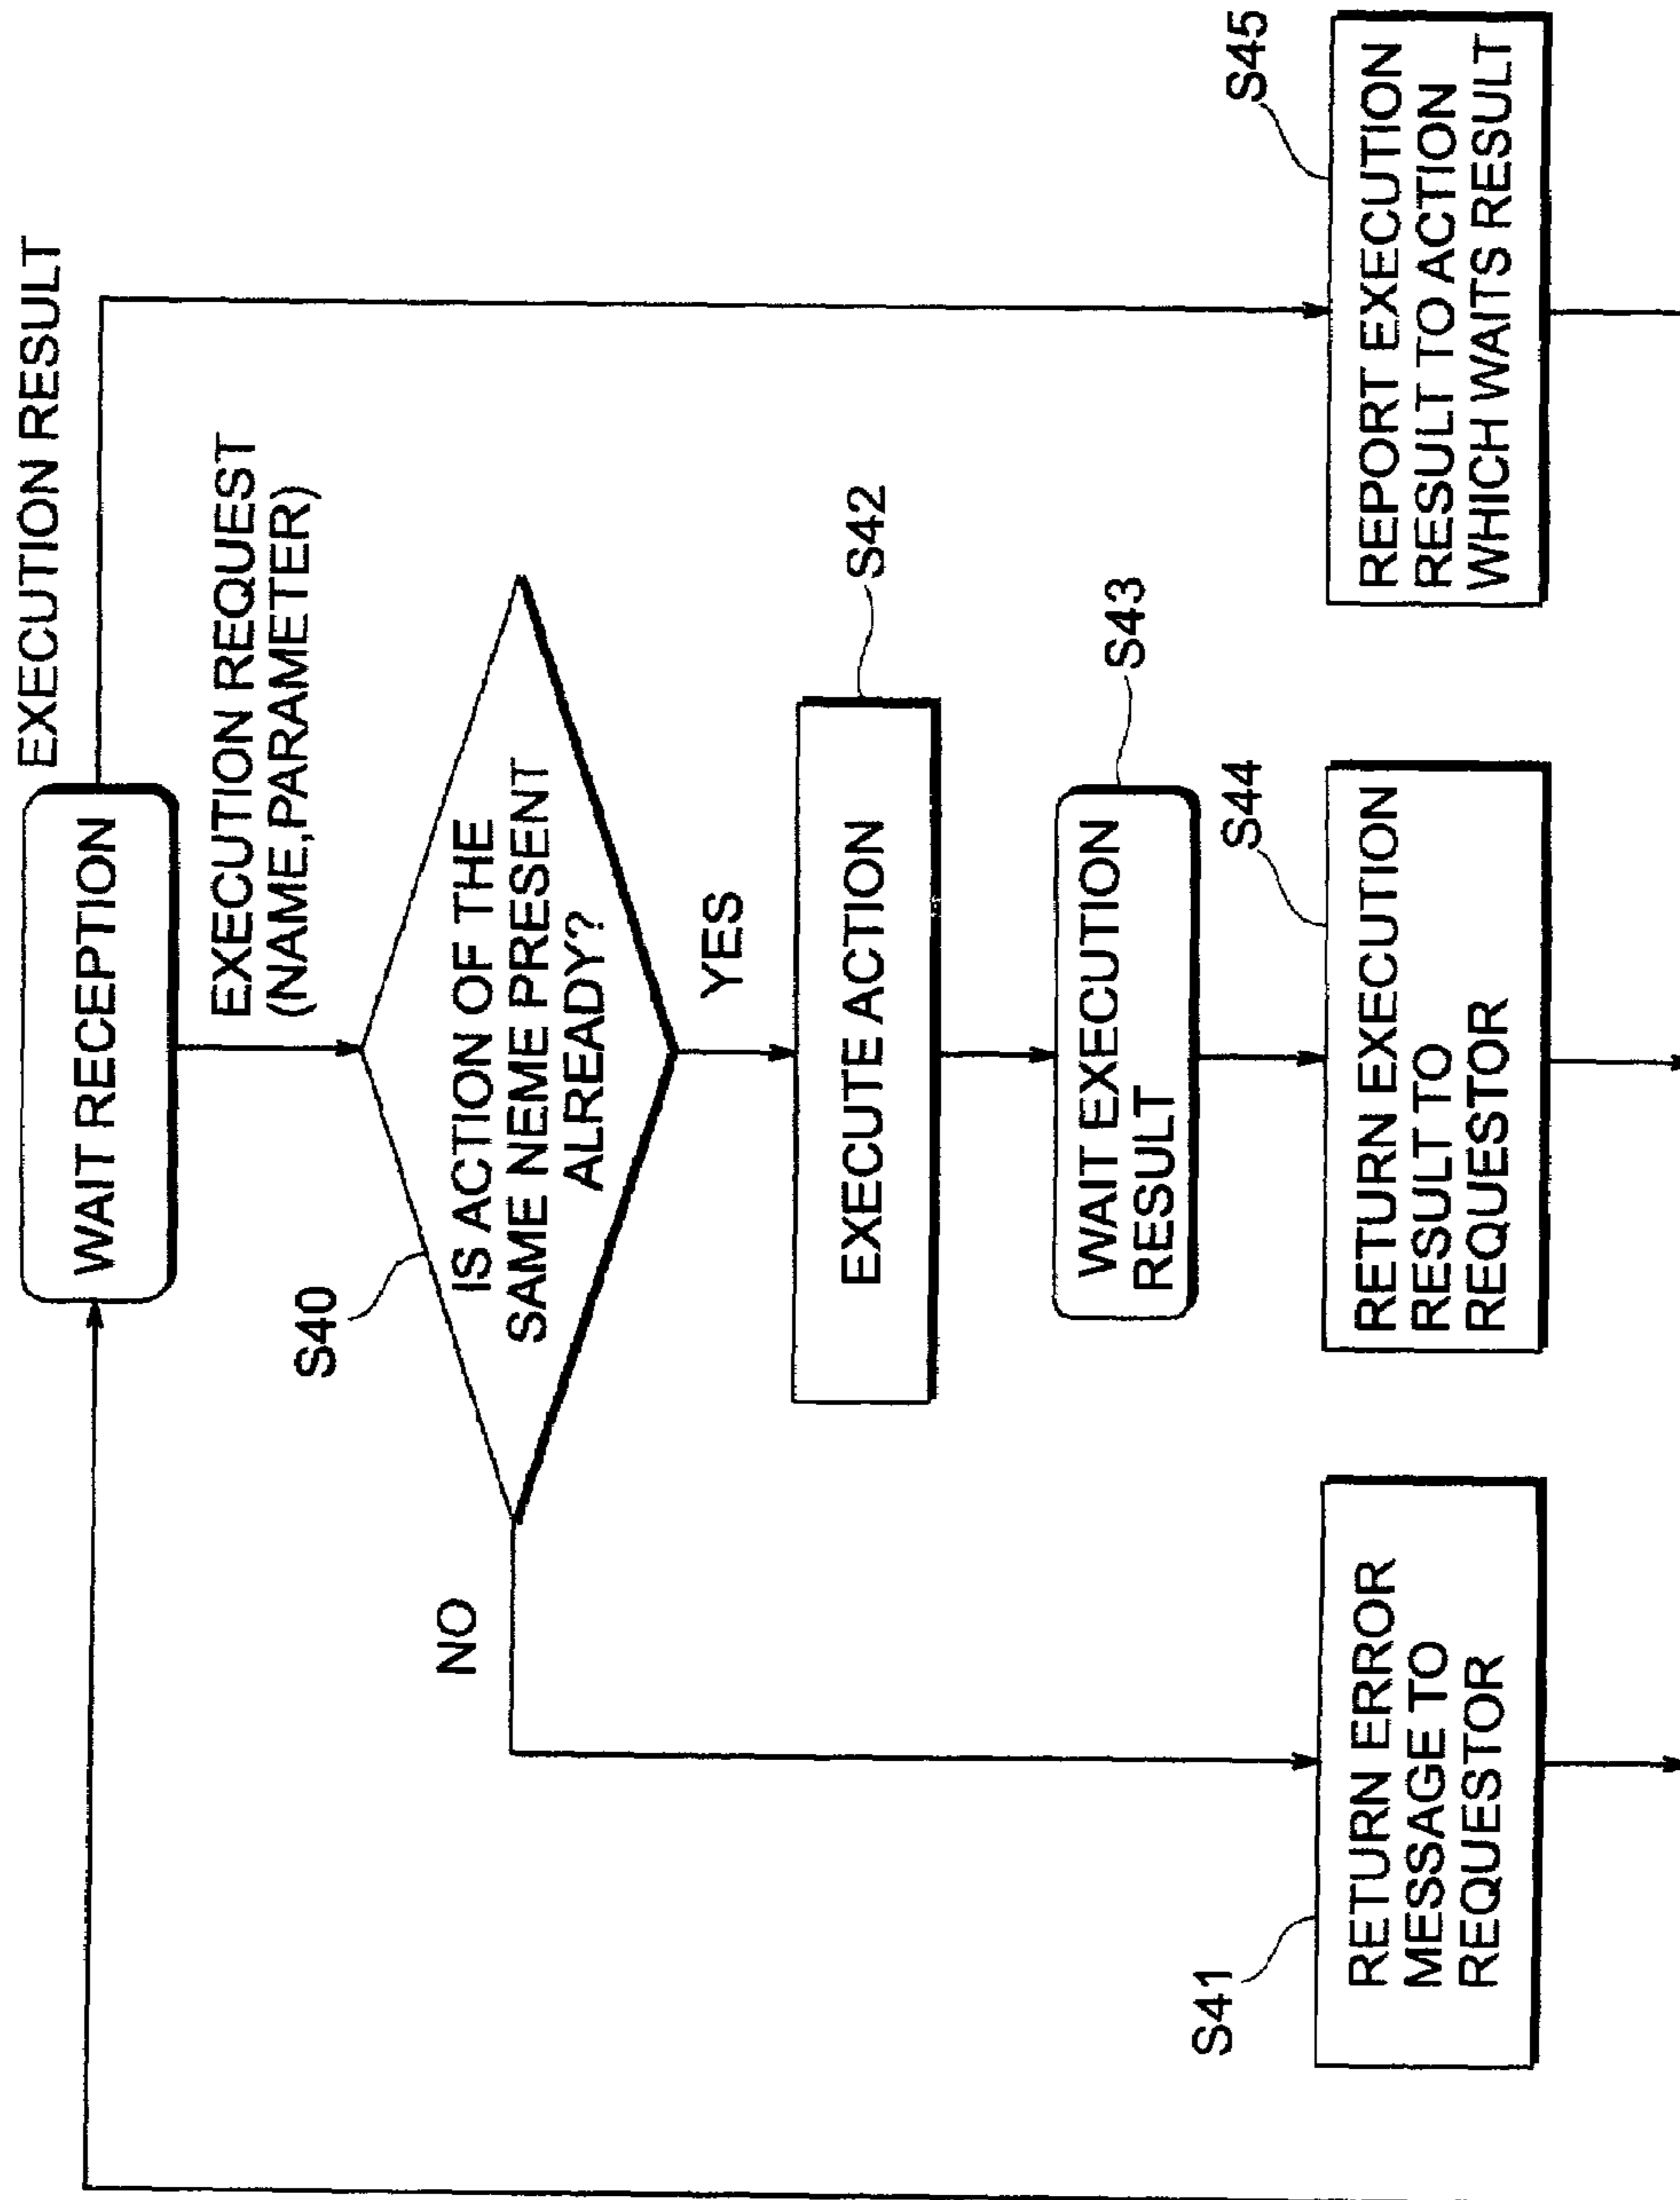 WAIT RECEPTION
EXECUTION RESULT
EXECUTION REQUEST
(NAME,PARAMETER)
S40
IS ACTION OF THE
SAME NEME PRESENT
ALREADY?
NO
YES
S42
EXECUTE ACTION
S43
WAIT EXECUTION
RESULT
S41
RETURN ERROR
MESSAGE TO
REQUESTOR
S44
RETURN EXECUTION
RESULT TO
REQUESTOR
S45
REPORT EXECUTION
RESULT TO ACTION
WHICH WAITS RESULT